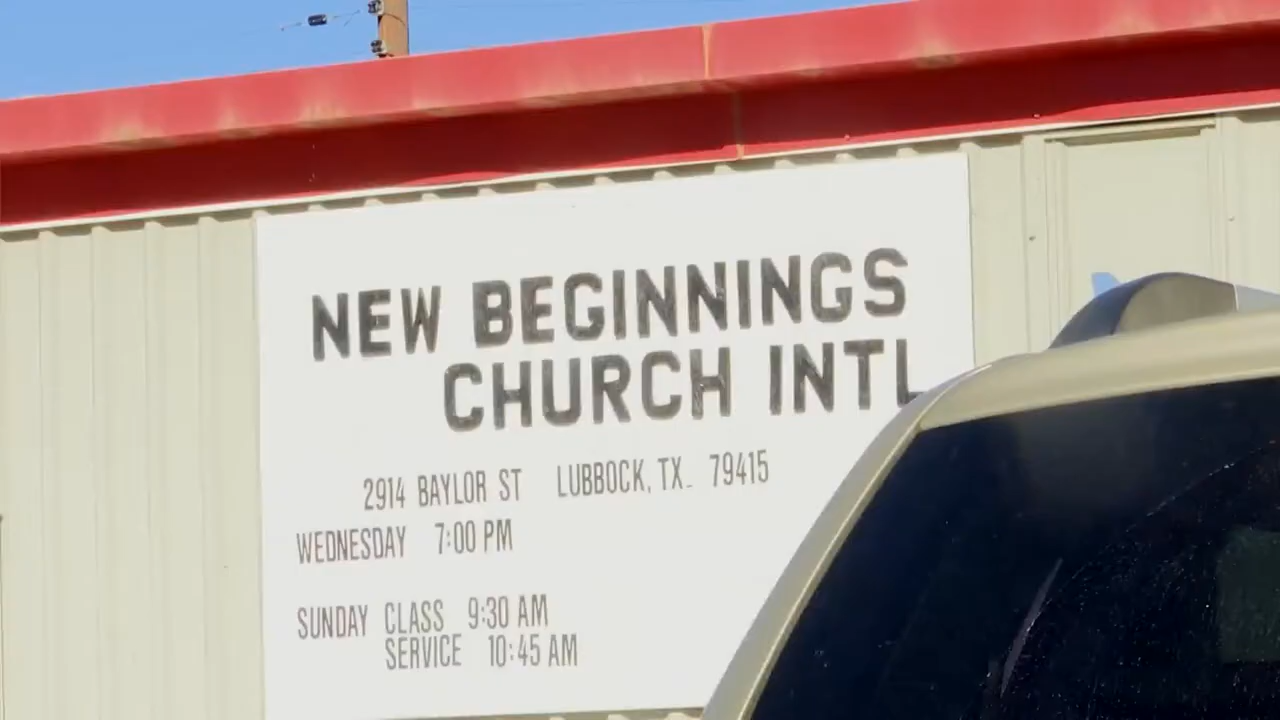 NEW BEGINNINGS
CHURCH INTL
2914 BAYLOR ST LUBBOCK, TX. 79415
WEDNESDAY 7:00 PM
SUNDAY CLASS 9:30 AM
SERVICE 10:45 AM